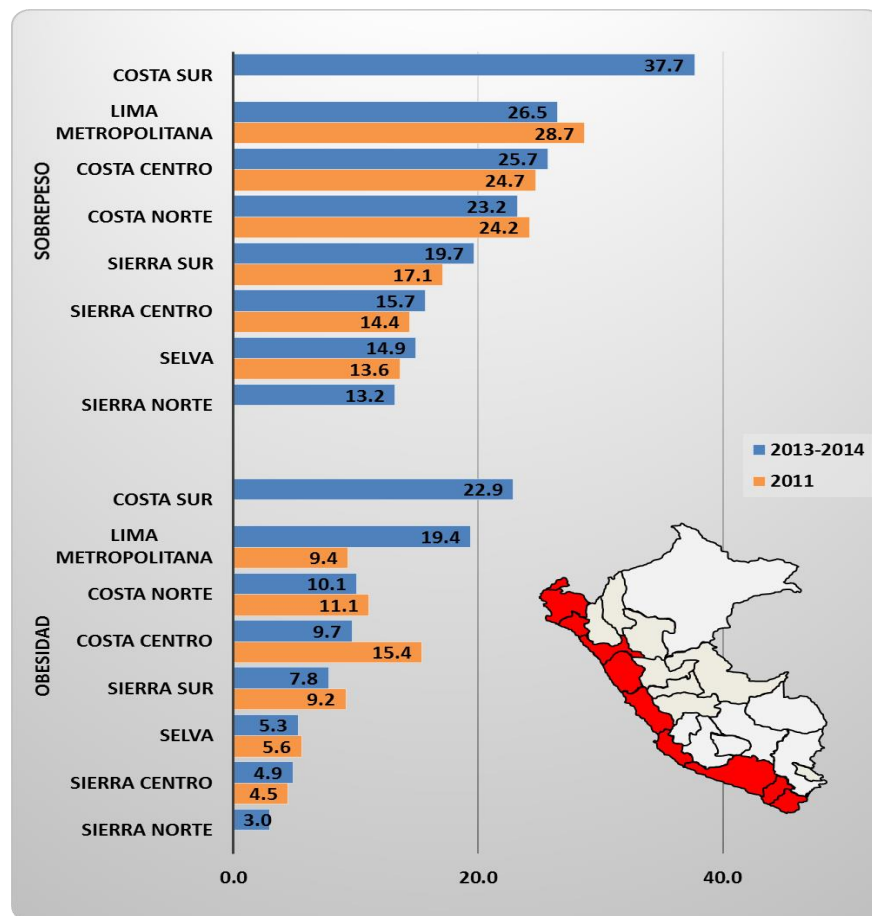 SOBREPESO
COSTA SUR
37.7
LIMA
METROPOLITANA
26.5
28.7
COSTA CENTRO
25.7
24.7
COSTA NORTE
23.2
24.2
SIERRA SUR
19.7
17.1
SIERRA CENTRO
15.7
14.4
SELVA
14.9
13.6
SIERRA NORTE
13.2
2013-2014
2011
OBESIDAD
COSTA SUR
22.9
LIMA
METROPOLITANA
19.4
9.4
COSTA NORTE
10.1
11.1
COSTA CENTRO
9.7
15.4
SIERRA SUR
7.8
9.2
SELVA
5.3
5.6
SIERRA CENTRO
4.9
4.5
SIERRA NORTE
3.0
0.0 20.0 40.0